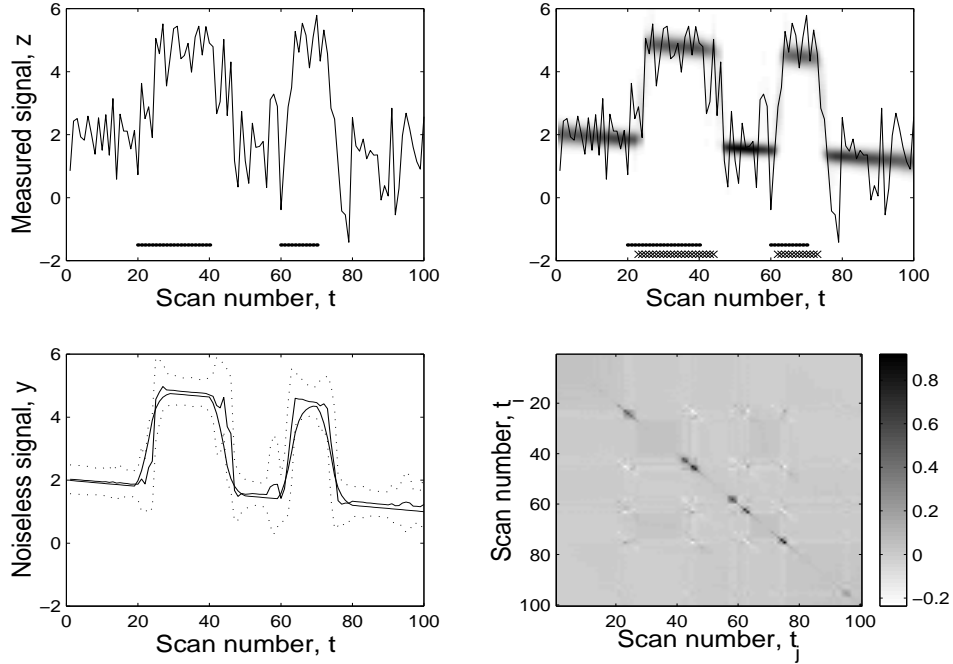 6
4
2
0
−2
Measured signal, z
0 20 40 60 80 100
Scan number, t
6
4
2
0
−2
0 20 40 60 80 100
Scan number, t
6
4
2
0
−2
Noiseless signal, y
0 20 40 60 80 100
Scan number, t
20
40
60
80
100
Scan number, t_i
20 40 60 80 100
Scan number, t_j
0.8
0.6
0.4
0.2
0
−0.2